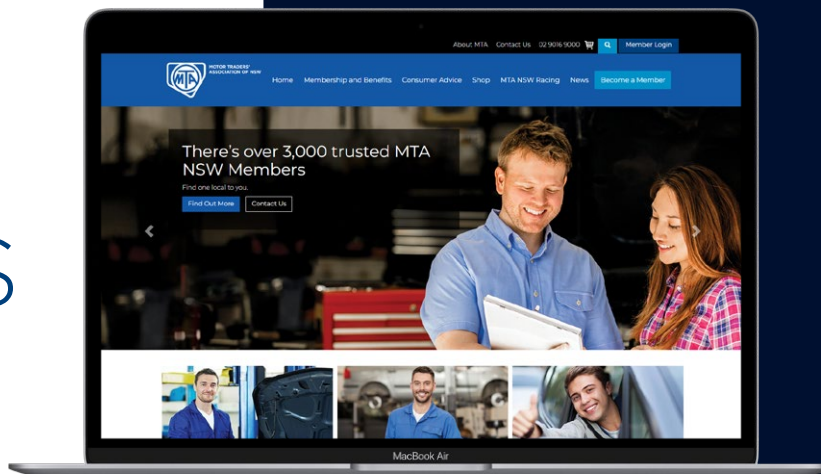 About MTA Contact Us 02 9016 9000 Member Login
MTA
MOTOR TRADERS'
ASSOCIATION OF NSW
Home Membership and Benefits Consumer Advice Shop MTA NSW Racing News Become a Member
There's over 3,000 trusted MTA
NSW Members
Find one local to you.
Find Out More Contact Us
S
MacBook Air